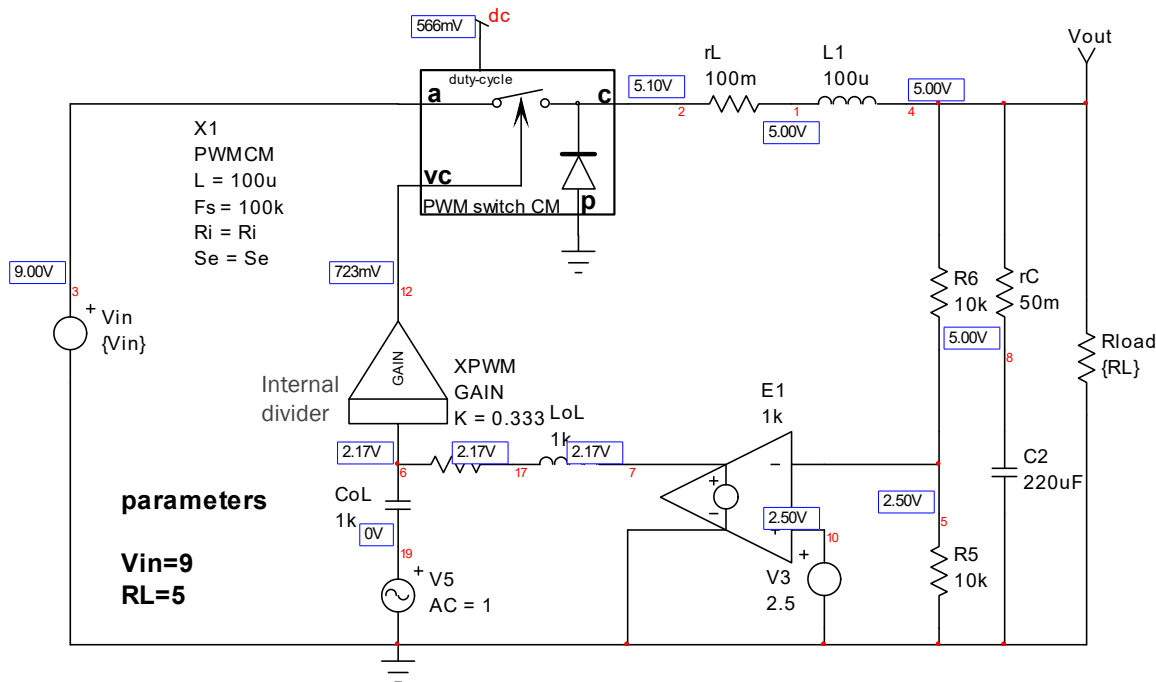 566mV
dc
duty-cycle
a
c
vc
p
PWM switch CM
X1
PWMCM
L = 100u
Fs = 100k
Ri = Ri
Se = Se
5.10V
2
rL
100m
1
5.00V
L1
100u
5.00V
4
Vout
9.00V
3
+
Vin
{Vin}
723mV
12
GAIN
Internal
divider
XPWM
GAIN
K = 0.333
LoL
1k
2.17V
6
2.17V
17
2.17V
7
E1
1k
+
−
−
+
R6
10k
5.00V
8
rC
50m
Rload
{RL}
C2
220uF
2.50V
5
2.50V
10
+
V3
2.5
R5
10k
CoL
1k
0V
19
+
V5
AC = 1
parameters
Vin=9
RL=5